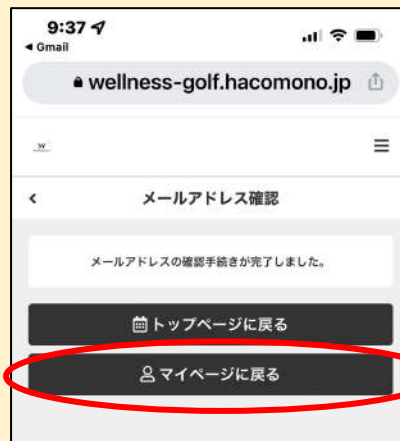 9:37
Gmail
wellness-golf.hacomono.jp
W
メールアドレス確認
メールアドレスの確認手続きが完了しました。
トップページに戻る
マイページに戻る